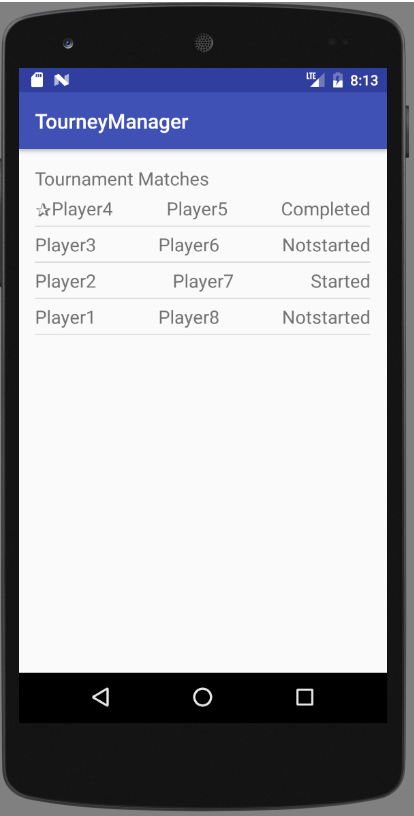 LTE 8:13
TourneyManager
Tournament Matches
☆Player4 Player5 Completed
Player3 Player6 Notstarted
Player2 Player7 Started
Player1 Player8 Notstarted